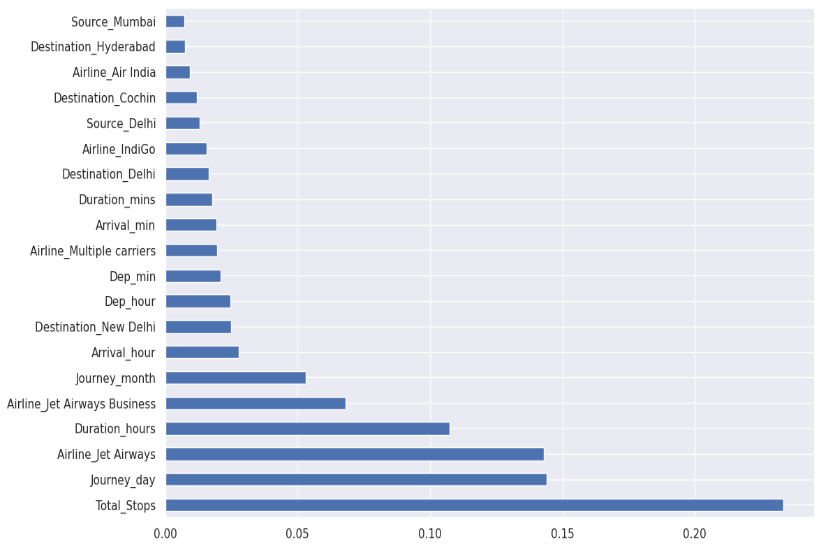 Source_Mumbai
Destination_Hyderabad
Airline_Air India
Destination_Cochin
Source_Delhi
Airline_IndiGo
Destination_Delhi
Duration_mins
Arrival_min
Airline_Multiple carriers
Dep_min
Dep_hour
Destination_New Delhi
Arrival_hour
Journey_month
Airline_Jet Airways Business
Duration_hours
Airline_Jet Airways
Journey_day
Total_Stops
0.00 0.05 0.10 0.15 0.20